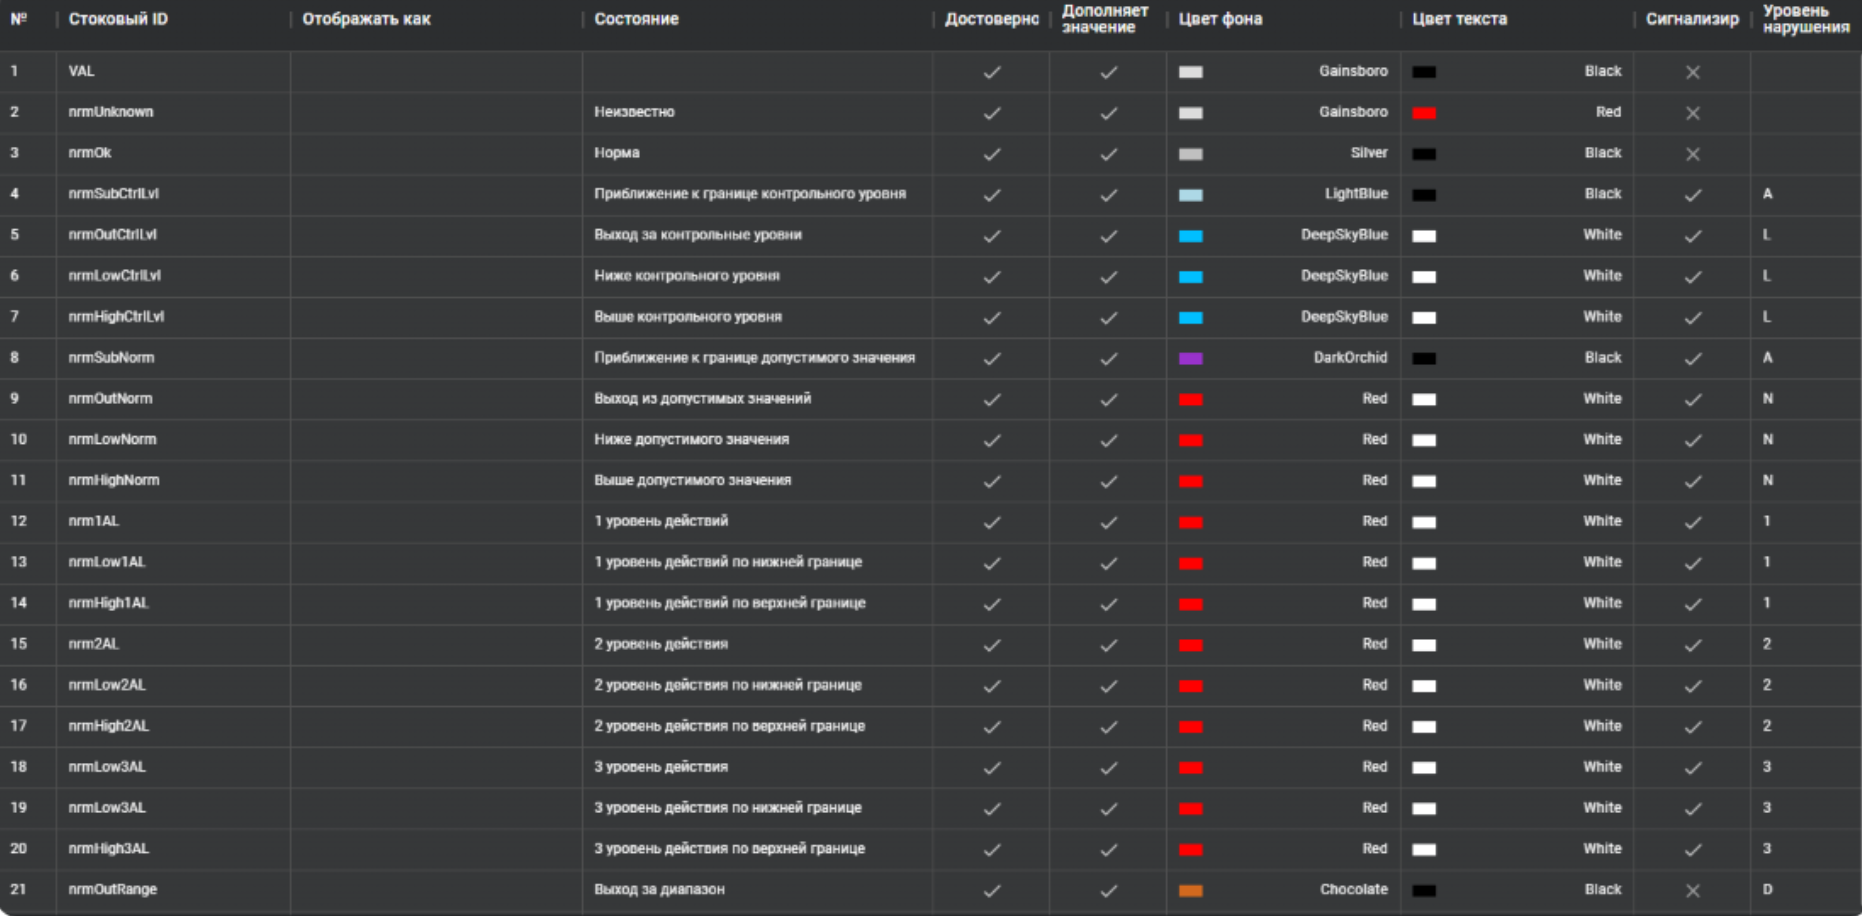 № Стоковый ID Отображать как Состояние Достоверно Дополняет значение Цвет фона Цвет текста Сигнализир Уровень нарушения
1 VAL Gainsboro Black
2 nrmUnknown Неизвестно Gainsboro Red
3 nrmOk Норма Silver Black
4 nrmSubCtrlLvl Приближение к границе контрольного уровня LightBlue Black A
5 nrmOutCtrlLvl Выход за контрольные уровни DeepSkyBlue White L
6 nrmLowCtrlLvl Ниже контрольного уровня DeepSkyBlue White L
7 nrmHighCtrlLvl Выше контрольного уровня DeepSkyBlue White L
8 nrmSubNorm Приближение к границе допустимого значения DarkOrchid Black A
9 nrmOutNorm Выход из допустимых значений Red White N
10 nrmLowNorm Ниже допустимого значения Red White N
11 nrmHighNorm Выше допустимого значения Red White N
12 nrm1AL 1 уровень действий Red White 1
13 nrmLow1AL 1 уровень действий по нижней границе Red White 1
14 nrmHigh1AL 1 уровень действий по верхней границе Red White 1
15 nrm2AL 2 уровень действия Red White 2
16 nrmLow2AL 2 уровень действия по нижней границе Red White 2
17 nrmHigh2AL 2 уровень действия по верхней границе Red White 2
18 nrmLow3AL 3 уровень действия Red White 3
19 nrmLow3AL 3 уровень действия по нижней границе Red White 3
20 nrmHigh3AL 3 уровень действия по верхней границе Red White 3
21 nrmOutRange Выход за диапазон Chocolate Black D